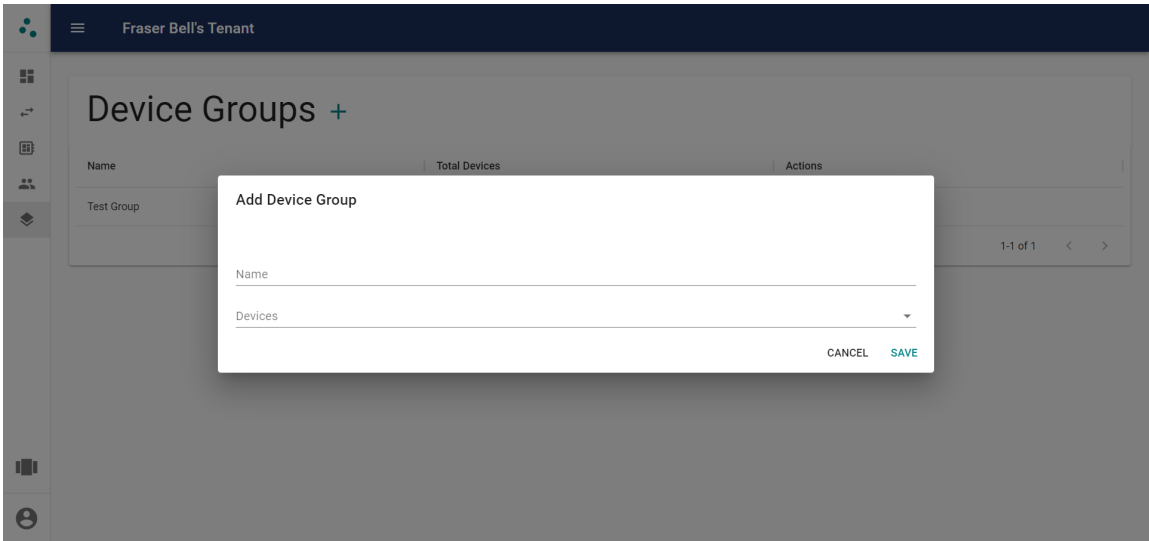 Fraser Bell's Tenant
Device Groups +
Name Total Devices Actions
Test Group
1-1 of 1 < >
Add Device Group
Name
Devices
CANCEL SAVE